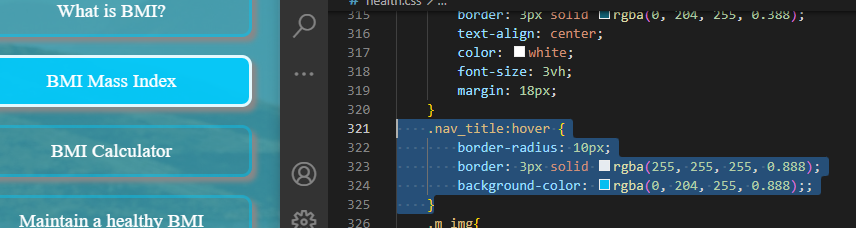 What is BMI?
BMI Mass Index
BMI Calculator
Maintain a healthy BMI
# health.css > ...
315 border: 3px solid rgba(0, 204, 255, 0.388);
316 text-align: center;
317 color: white;
318 font-size: 3vh;
319 margin: 18px;
320 }
321 .nav_title:hover {
322 border-radius: 10px;
323 border: 3px solid rgba(255, 255, 255, 0.888);
324 background-color: rgba(0, 204, 255, 0.888);;
325 }
326 .m_img{